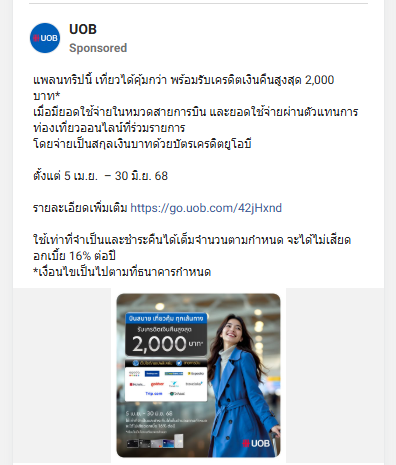 UOB
Sponsored
แพลนทริปนี้ เที่ยวได้คุ้มกว่า พร้อมรับเครดิตเงินคืนสูงสุด 2,000
บาท*
เมื่อมียอดใช้จ่ายในหมวดสายการบิน และยอดใช้จ่ายผ่านตัวแทนการ
ท่องเที่ยวออนไลน์ที่ร่วมรายการ
โดยจ่ายเป็นสกุลเงินบาทด้วยบัตรเครดิตยูโอบี
ตั้งแต่ 5 เม.ย. – 30 มิ.ย. 68
รายละเอียดเพิ่มเติม https://go.uob.com/42jHxnd
ใช้เท่าที่จำเป็นและชำระคืนได้เต็มจำนวนตามกำหนด จะได้ไม่เสียด
อกเบี้ย 16% ต่อปี
*เงื่อนไขเป็นไปตามที่ธนาคารกำหนด
บินสบาย เที่ยวคุ้ม ทุกเส้นทาง
รับเครดิตเงินคืนสูงสุด
2,000 บาท*
agoda
Trip.com
5 เม.ย. - 30 มิ.ย. 68
UOB